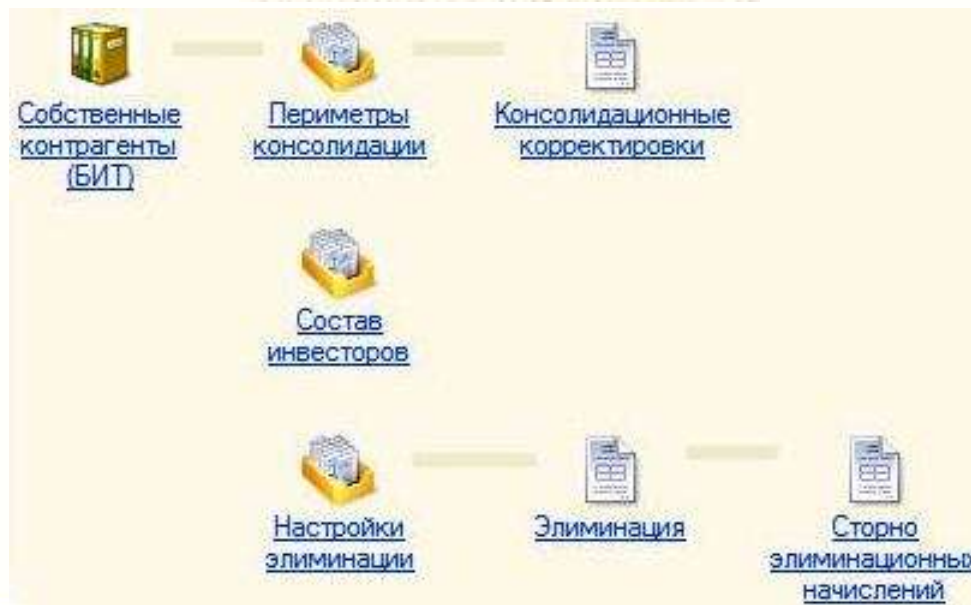 Собственные
контрагенты
(БИТ)
Периметры
консолидации
Консолидационные
корректировки
Состав
инвесторов
Настройки
элиминации
Элиминация
Сторно
элиминационных
начислений